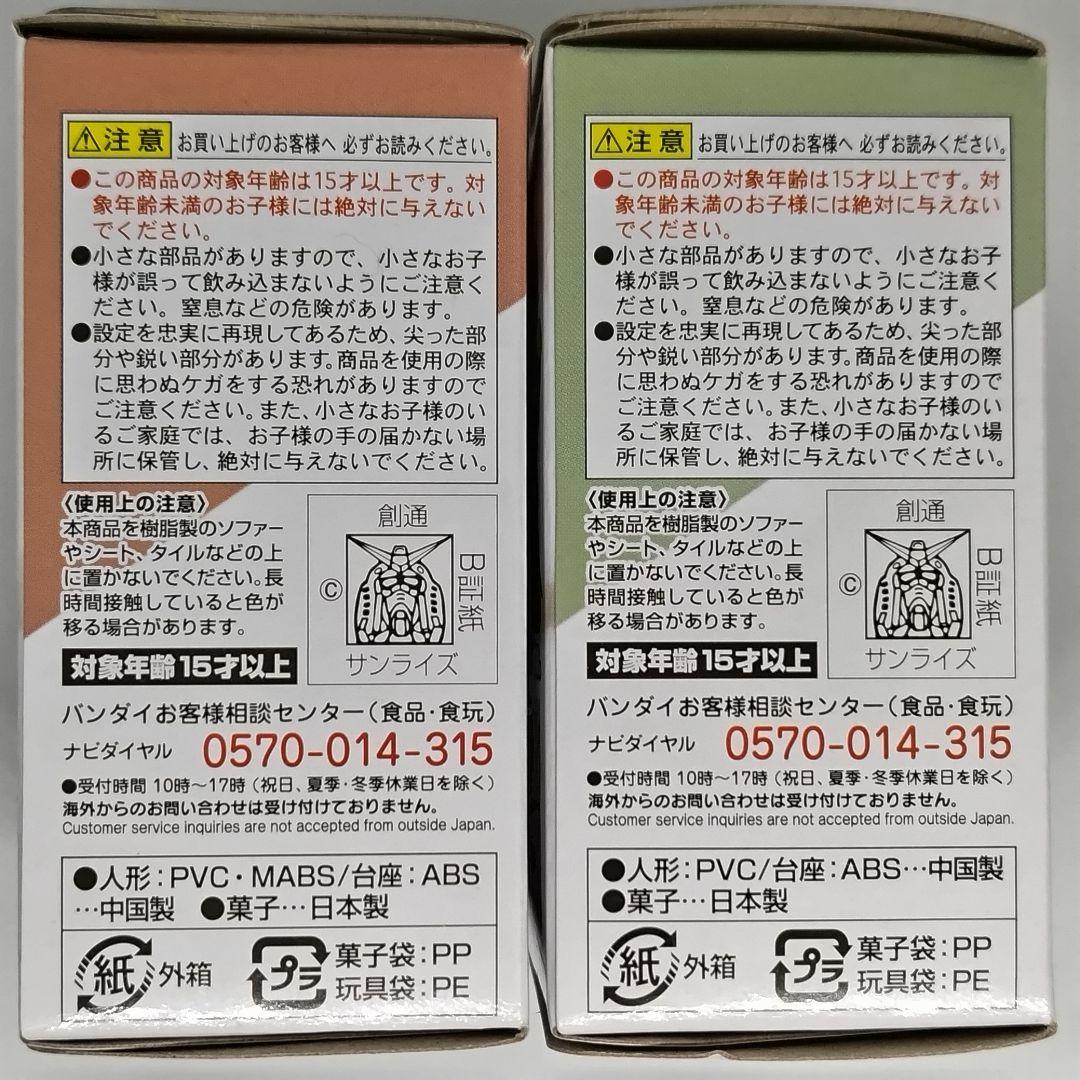 ⚠注意 お買い上げのお客様へ 必ずお読みください。
●この商品の対象年齢は15才以上です。対
象年齢未満のお子様には絶対に与えない
でください。
●小さな部品がありますので、小さなお子
様が誤って飲み込まないようにご注意く
ださい。窒息などの危険があります。
●設定を忠実に再現してあるため、尖った部
分や鋭い部分があります。商品を使用の際
に思わぬケガをする恐れがありますので
ご注意ください。また、小さなお子様のい
るご家庭では、お子様の手の届かない場
所に保管し、絶対に与えないでください。
〈使用上の注意〉
本商品を樹脂製のソファー
やシート、タイルなどの上
に置かないでください。長
時間接触していると色が
移る場合があります。
対象年齢15才以上
創通
©
B証紙
サンライズ
バンダイお客様相談センター(食品・食玩)
ナビダイヤル 0570-014-315
●受付時間 10時～17時(祝日、夏季・冬季休業日を除く)
海外からのお問い合わせは受け付けておりません。
Customer service inquiries are not accepted from outside Japan.
●人形:PVC・MABS/台座:ABS
…中国製 ●菓子…日本製
紙 外箱
プラ 菓子袋:PP
玩具袋:PE
⚠注意 お買い上げのお客様へ 必ずお読みください。
●この商品の対象年齢は15才以上です。対
象年齢未満のお子様には絶対に与えない
でください。
●小さな部品がありますので、小さなお子
様が誤って飲み込まないようにご注意く
ださい。窒息などの危険があります。
●設定を忠実に再現してあるため、尖った部
分や鋭い部分があります。商品を使用の際
に思わぬケガをする恐れがありますので
ご注意ください。また、小さなお子様のい
るご家庭では、お子様の手の届かない場
所に保管し、絶対に与えないでください。
〈使用上の注意〉
本商品を樹脂製のソファー
やシート、タイルなどの上
に置かないでください。長
時間接触していると色が
移る場合があります。
対象年齢15才以上
創通
©
B証紙
サンライズ
バンダイお客様相談センター(食品・食玩)
ナビダイヤル 0570-014-315
●受付時間 10時～17時(祝日、夏季・冬季休業日を除く)
海外からのお問い合わせは受け付けておりません。
Customer service inquiries are not accepted from outside Japan.
●人形:PVC/台座:ABS…中国製
●菓子…日本製
紙 外箱
プラ 菓子袋:PP
玩具袋:PE